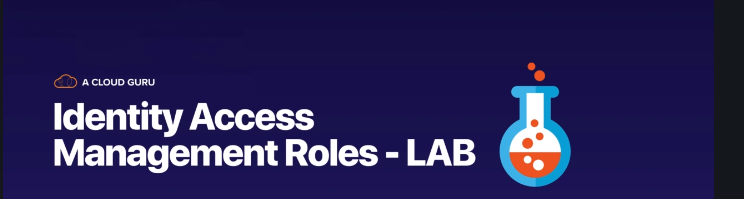 A CLOUD GURU
Identity Access
Management Roles - LAB